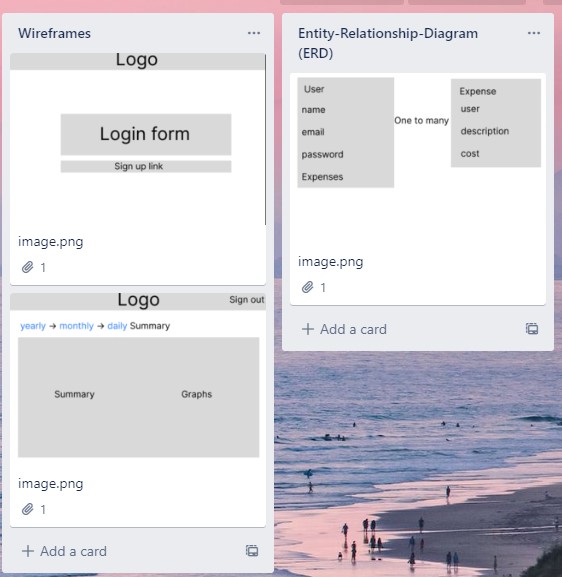 Wireframes
Logo
Login form
Sign up link
image.png
1
Logo
Sign out
yearly → monthly → daily Summary
Summary
Graphs
image.png
1
+ Add a card
Entity-Relationship-Diagram
(ERD)
User
name
email
password
Expenses
One to many
Expense
user
description
cost
image.png
1
+ Add a card